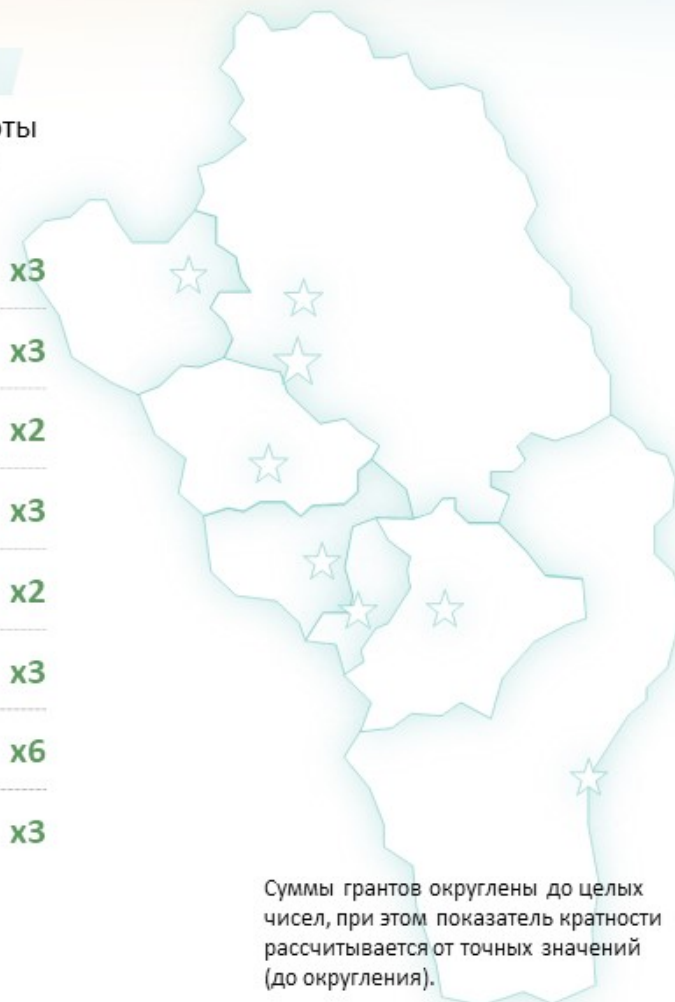 х3
х3
х2
х3
х2
х3
х6
х3
Суммы грантов округлены до целых
чисел, при этом показатель кратности
рассчитывается от точных значений
(до округления).